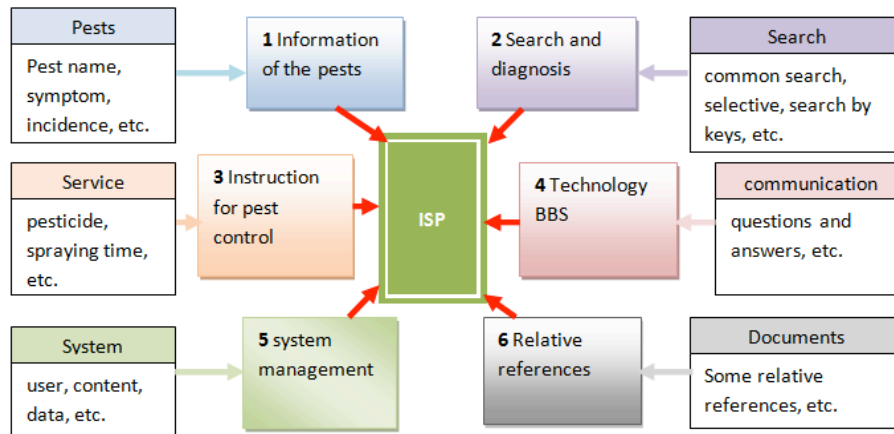 Pests
Pest name,
symptom,
incidence, etc.
1 Information
of the pests
2 Search and
diagnosis
Search
common search,
selective, search by
keys, etc.
Service
pesticide,
spraying time,
etc.
3 Instruction
for pest
control
ISP
4 Technology
BBS
communication
questions and
answers, etc.
System
user, content,
data, etc.
5 system
management
6 Relative
references
Documents
Some relative
references, etc.